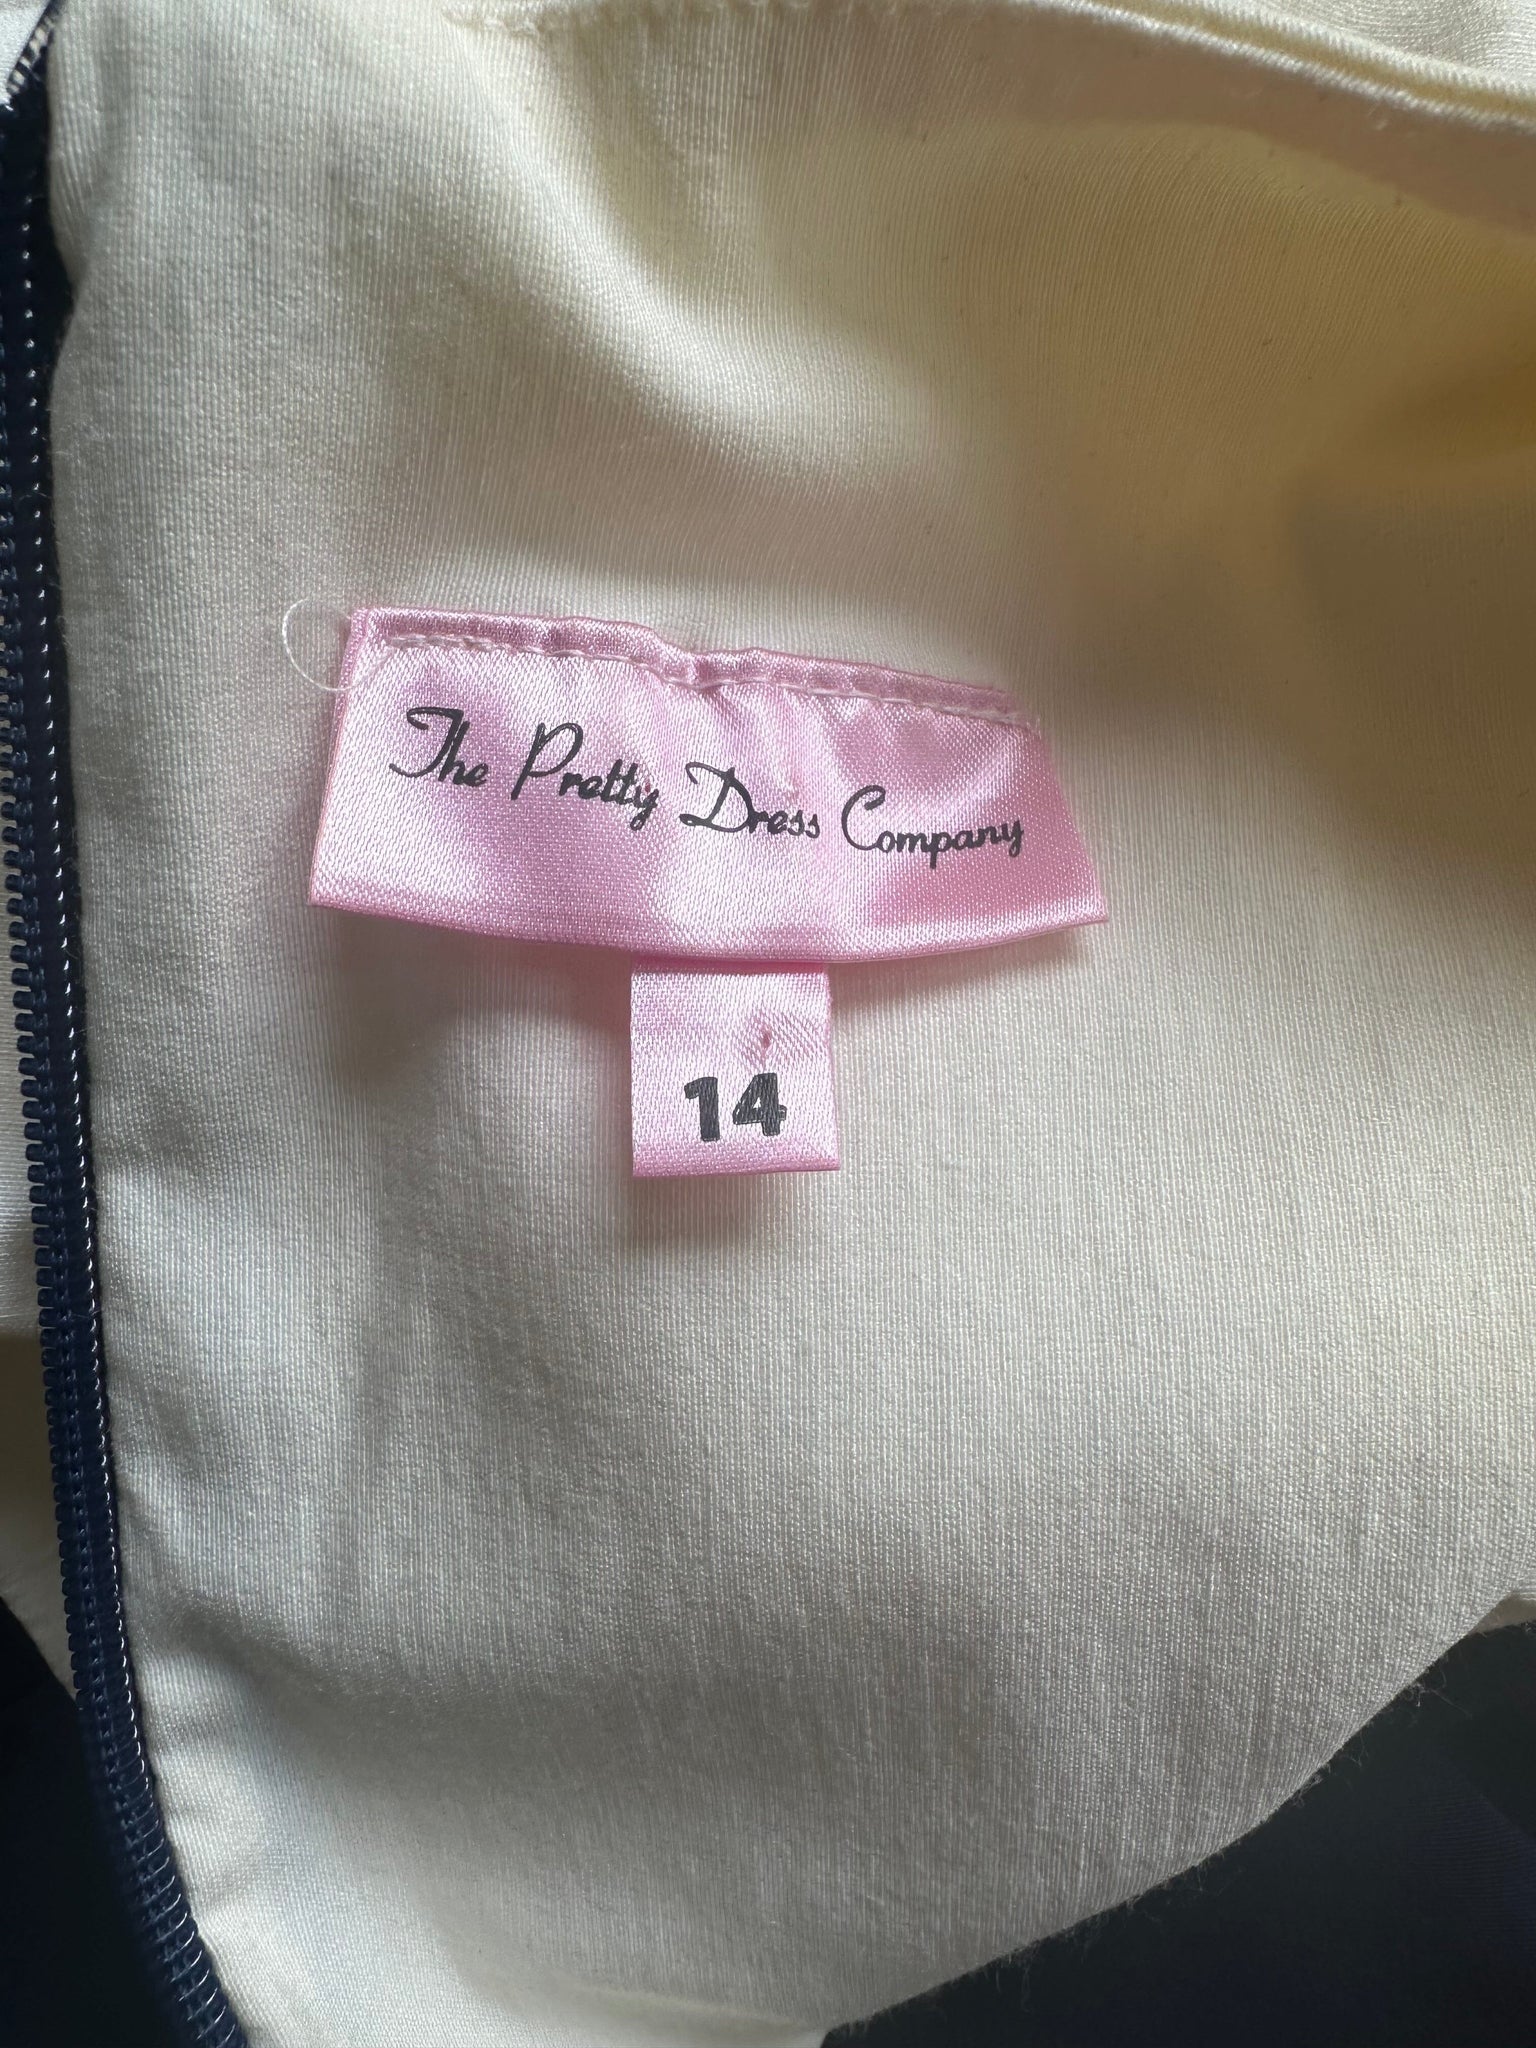 The Pretty Dress Company
14